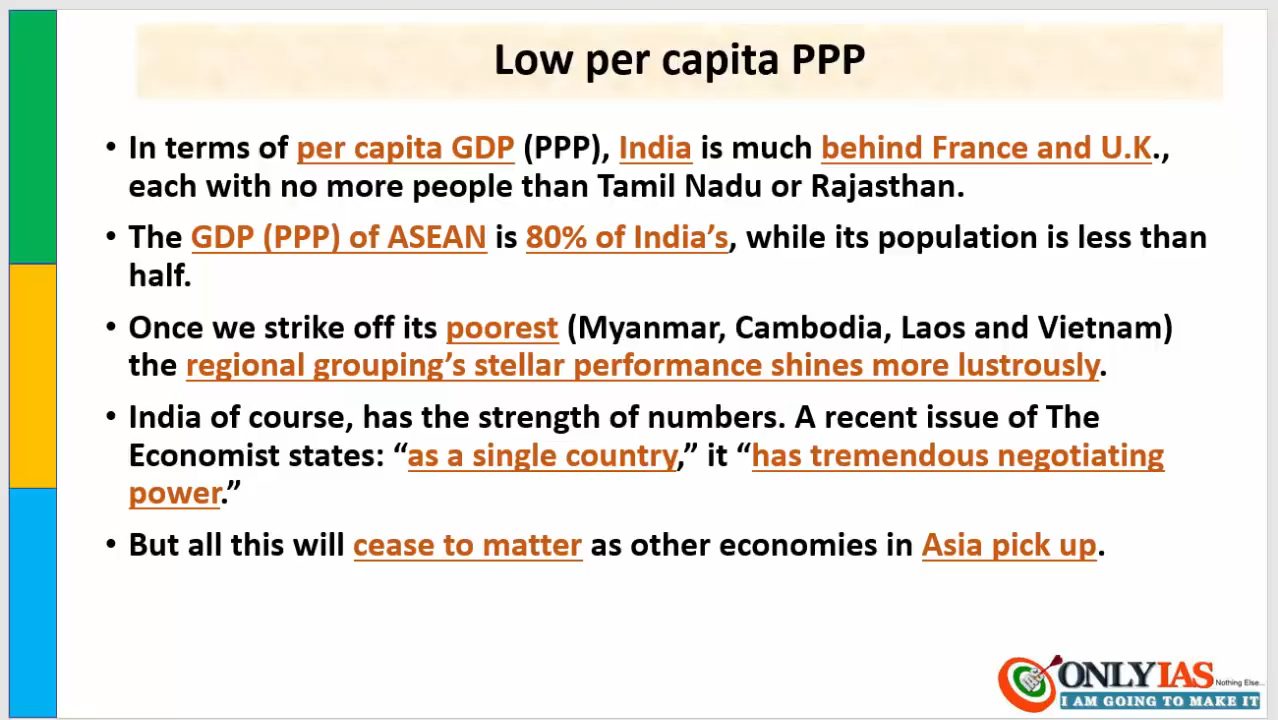 Low per capita PPP
• In terms of per capita GDP (PPP), India is much behind France and U.K.,
each with no more people than Tamil Nadu or Rajasthan.
• The GDP (PPP) of ASEAN is 80% of India’s, while its population is less than
half.
• Once we strike off its poorest (Myanmar, Cambodia, Laos and Vietnam)
the regional grouping’s stellar performance shines more lustrously.
• India of course, has the strength of numbers. A recent issue of The
Economist states: “as a single country,” it “has tremendous negotiating
power.”
• But all this will cease to matter as other economies in Asia pick up.
ONLY IAS Nothing Else...
I AM GOING TO MAKE IT